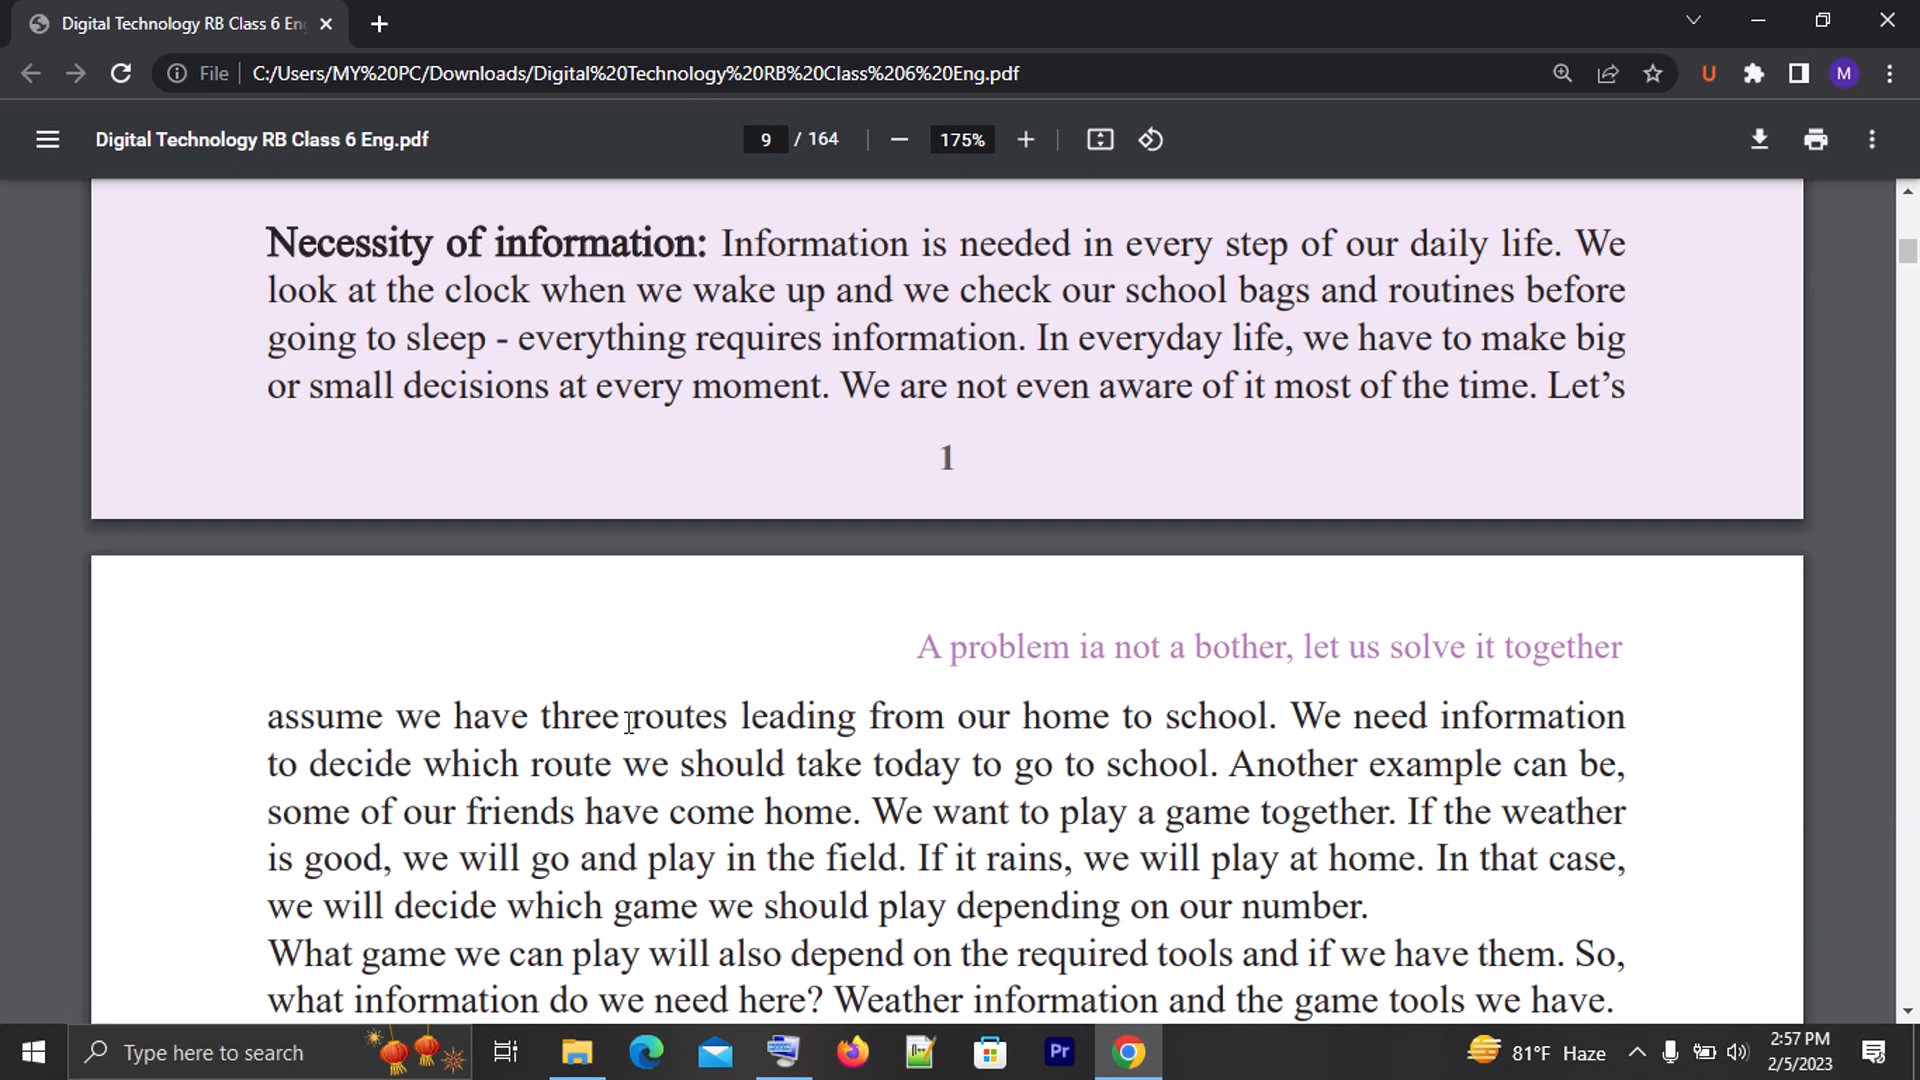 Digital Technology RB Class 6 En
File
C:/Users/MY%20PC/Downloads/Digital%20Technology%20RB%20Class%206%20Eng.pdf
U
M
Digital Technology RB Class 6 Eng.pdf
9 / 164
175%
Necessity of information: Information is needed in every step of our daily life. We
look at the clock when we wake up and we check our school bags and routines before
going to sleep - everything requires information. In everyday life, we have to make big
or small decisions at every moment. We are not even aware of it most of the time. Let's
1
A problem ia not a bother, let us solve it together
assume we have three routes leading from our home to school. We need information
to decide which route we should take today to go to school. Another example can be,
some of our friends have come home. We want to play a game together. If the weather
is good, we will go and play in the field. If it rains, we will play at home. In that case,
we will decide which game we should play depending on our number.
What game we can play will also depend on the required tools and if we have them. So,
what information do we need here? Weather information and the game tools we have.
Type here to search
Pr
81°F Haze
2:57 PM
2/5/2023